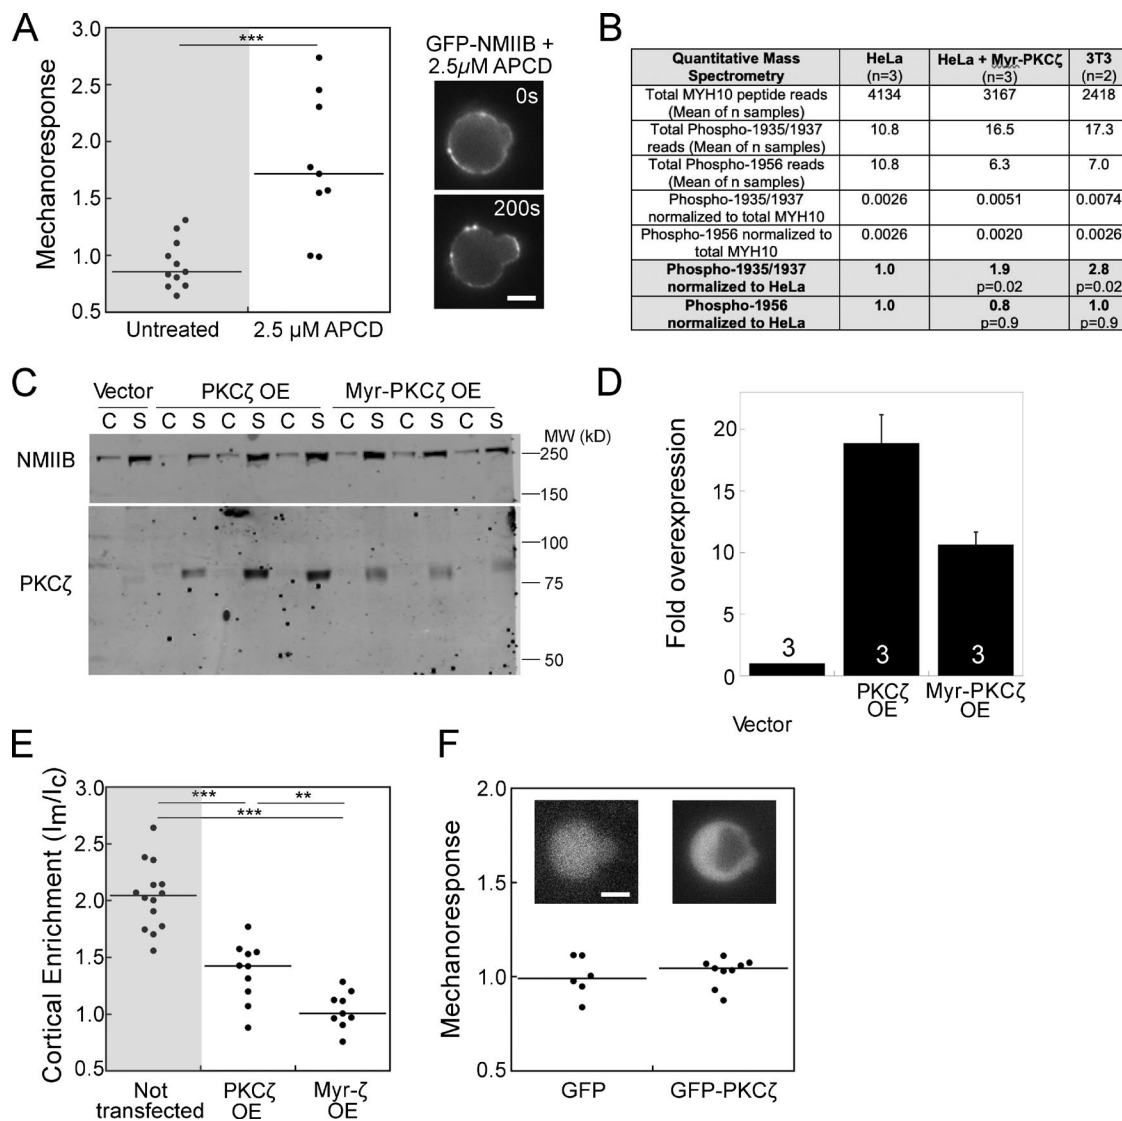 A
Mechanoresponse
3.0
2.5
2.0
1.5
1.0
0.5
***
Untreated
2.5 μM APCD
GFP-NMIIB +
2.5μM APCD
0s
200s
B
Quantitative Mass
Spectrometry
HeLa
(n=3)
HeLa + Myr-PKCζ
(n=3)
3T3
(n=2)
Total MYH10 peptide reads
(Mean of n samples)
4134
3167
2418
Total Phospho-1935/1937
reads (Mean of n samples)
10.8
16.5
17.3
Total Phospho-1956 reads
(Mean of n samples)
10.8
6.3
7.0
Phospho-1935/1937
normalized to total MYH10
0.0026
0.0051
0.0074
Phospho-1956 normalized to
total MYH10
0.0026
0.0020
0.0026
Phospho-1935/1937
normalized to HeLa
1.0
1.9
p=0.02
2.8
p=0.02
Phospho-1956
normalized to HeLa
1.0
0.8
p=0.9
1.0
p=0.9
C
Vector
PKCζ OE
Myr-PKCζ OE
C S C S C S C S C S C S C S
MW (kD)
NMIIB
250
150
PKCζ
100
75
50
D
Fold overexpression
20
15
10
5
0
3
3
3
Vector
PKCζ
OE
Myr-PKCζ
OE
E
Cortical Enrichment (Im/Ic)
3.0
2.5
2.0
1.5
1.0
0.5
*** **
***
Not
transfected
PKCζ
OE
Myr-ζ
OE
F
Mechanoresponse
2.0
1.5
1.0
0.5
GFP
GFP-PKCζ